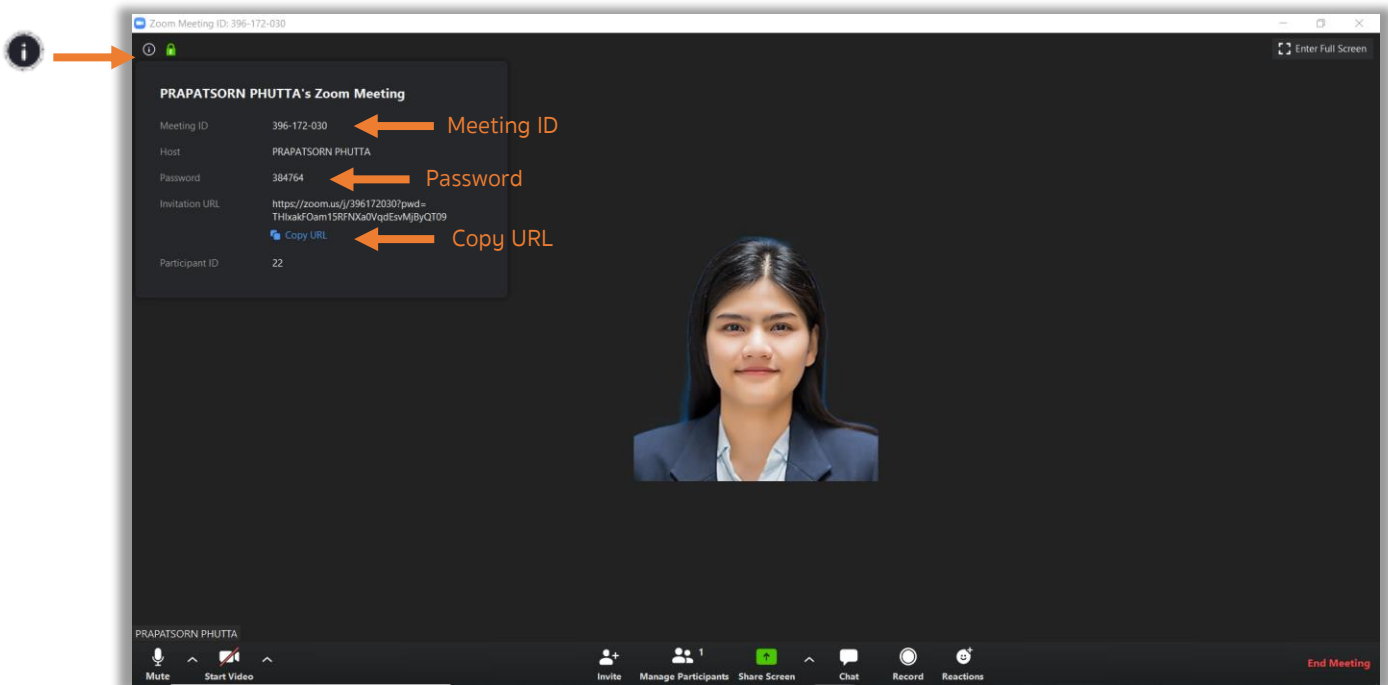 Zoom Meeting ID: 396-172-030
i
Enter Full Screen
PRAPATSORN PHUTTA's Zoom Meeting
Meeting ID 396-172-030 Meeting ID
Host PRAPATSORN PHUTTA
Password 384764 Password
Invitation URL https://zoom.us/j/396172030?pwd=
THIxakFOam15RFNXa0VqdEsvMjByQT09
Copy URL Copy URL
Participant ID 22
PRAPATSORN PHUTTA
1
Mute Start Video Invite Manage Participants Share Screen Chat Record Reactions End Meeting